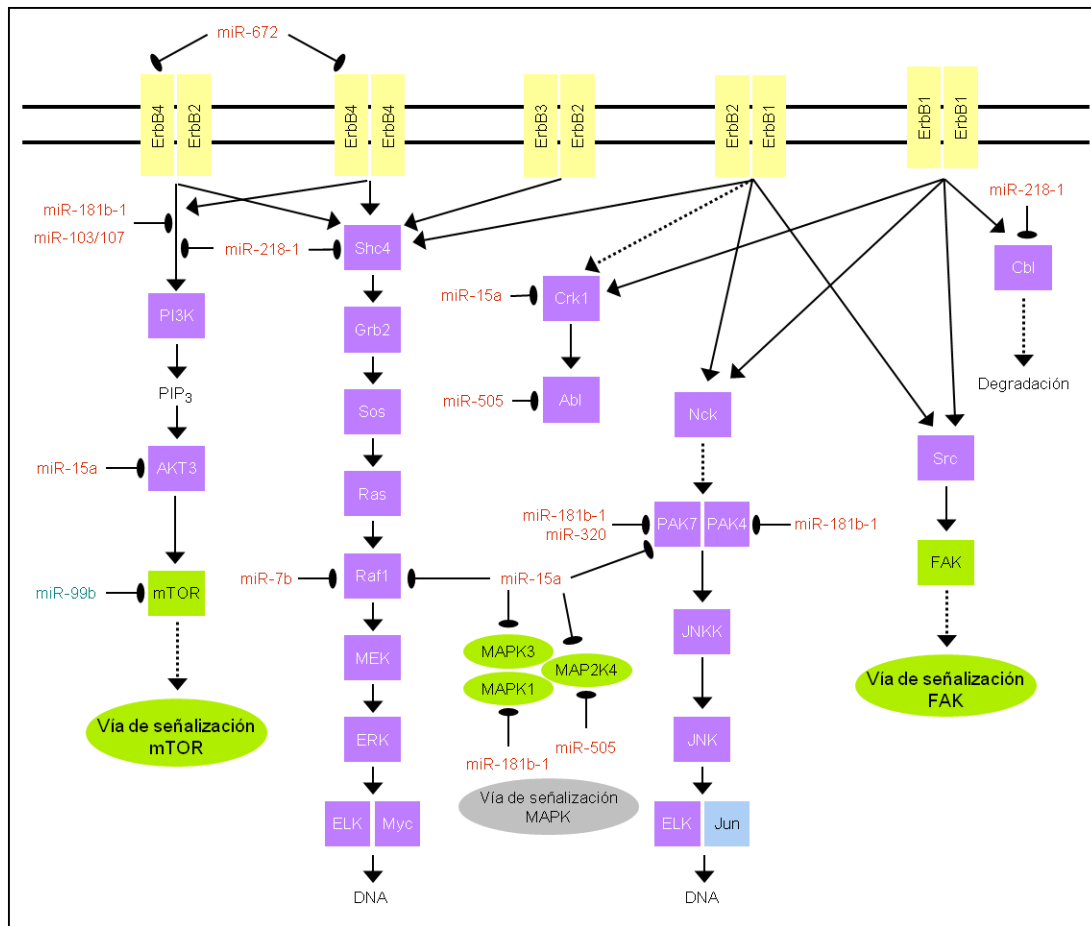 miR-672
ErbB4
ErbB2
ErbB4
ErbB4
ErbB3
ErbB2
ErbB2
ErbB1
ErbB1
ErbB1
miR-181b-1
miR-103/107
miR-218-1
miR-218-1
Shc4
Cbl
miR-15a
Crk1
PI3K
Grb2
PIP3
Degradación
miR-505
Abl
Nck
Sos
miR-15a
AKT3
Src
Ras
miR-181b-1
miR-320
PAK7
PAK4
miR-181b-1
miR-99b
mTOR
miR-7b
Raf1
miR-15a
FAK
MAPK3
MAP2K4
MAPK1
MEK
JNKK
Vía de señalización
mTOR
Vía de señalización
FAK
ERK
miR-181b-1
miR-505
JNK
Vía de señalización
MAPK
ELK
Myc
ELK
Jun
DNA
DNA